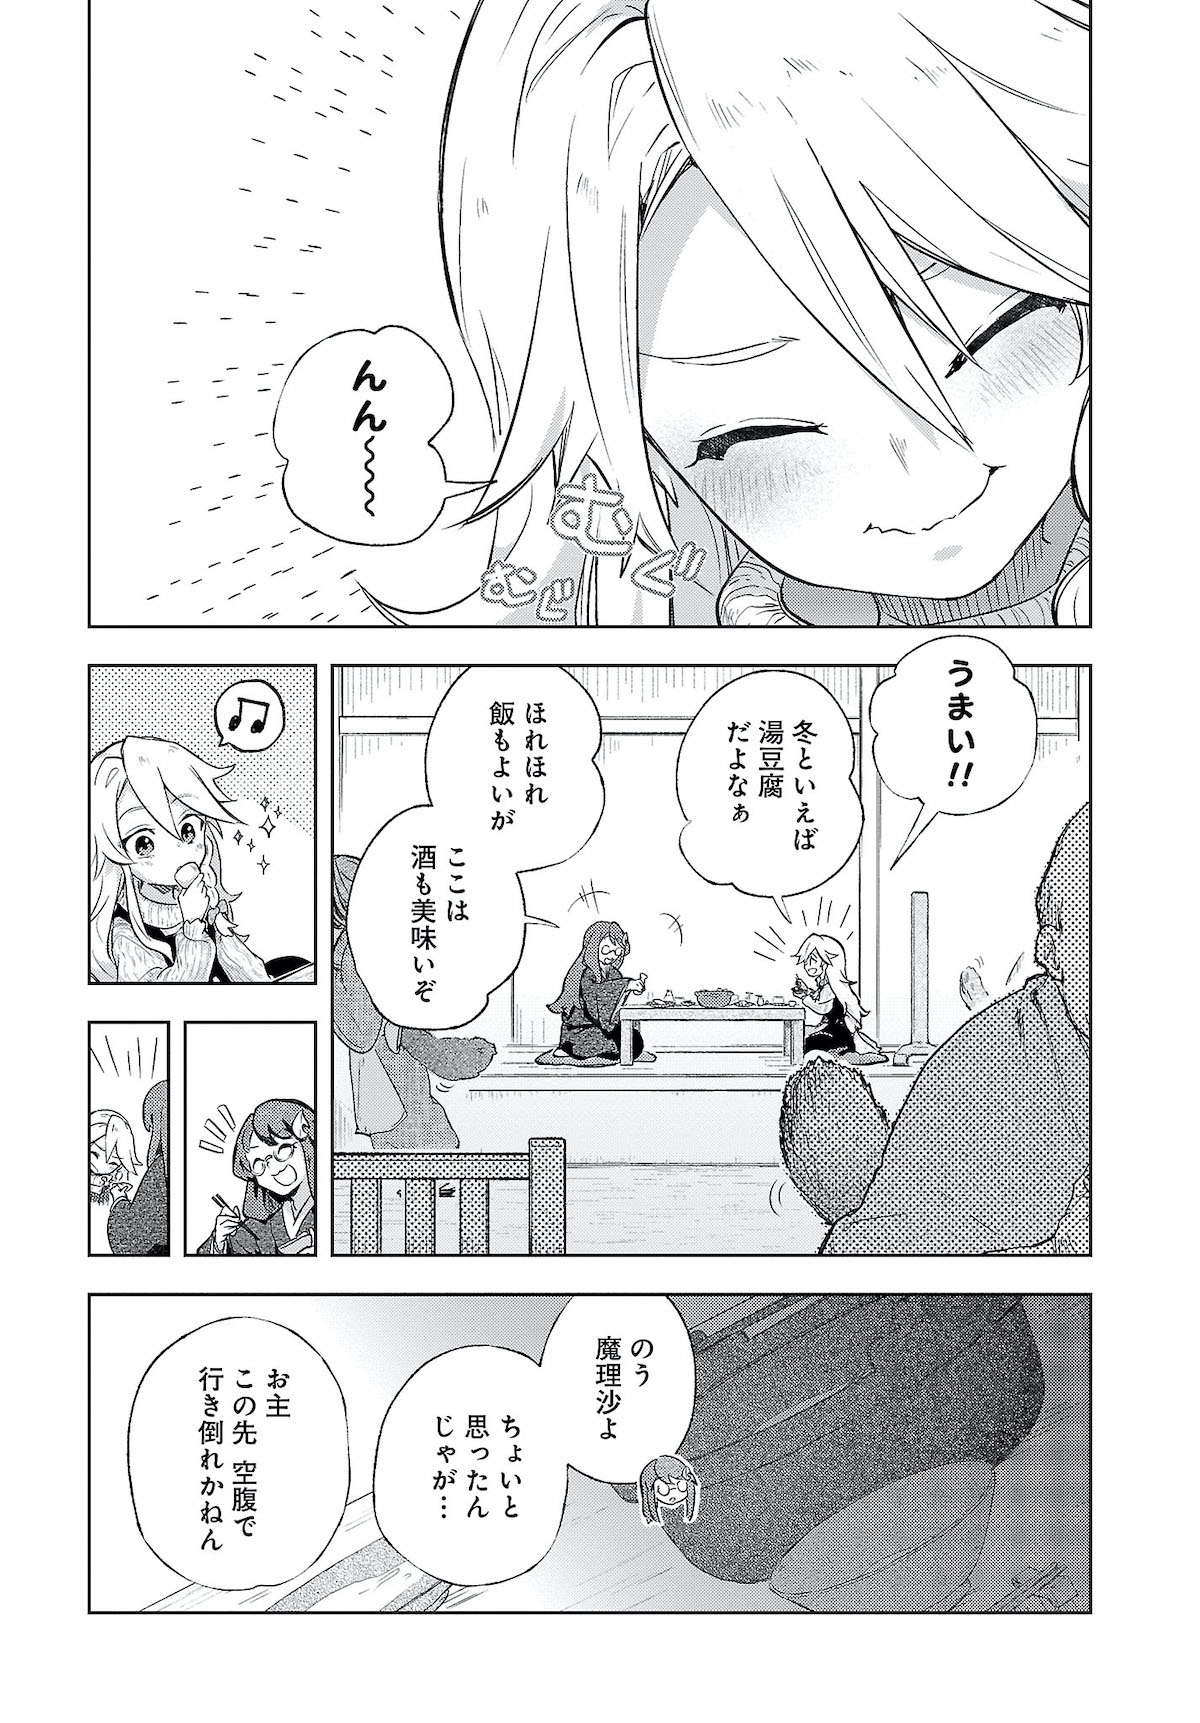 んん〜〜〜
むぐ
むど
うまい!!
冬といえば
湯豆腐
だよなぁ
ほれほれ
飯もよいが
ここは
酒も美味いぞ
のう
魔理沙よ
ちょいと
思ったん
じゃが…
お主
この先 空腹で
行き倒れかねん